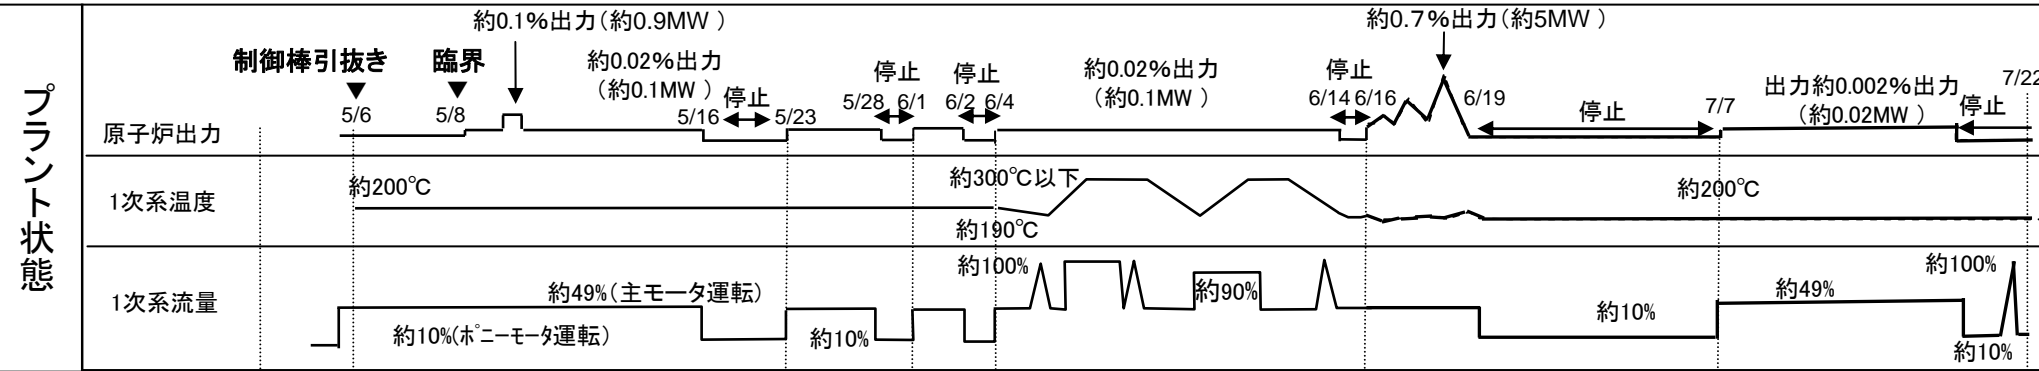 プラント状態
約0.1%出力(約0.9MW )
約0.7%出力(約5MW )
制御棒引抜き
臨界
約0.02%出力
(約0.1MW )
停止
停止
停止
約0.02%出力
(約0.1MW )
停止
停止
出力約0.002%出力
(約0.02MW )
停止
7/22
原子炉出力
5/6
5/8
5/16
5/23
5/28
6/1
6/2
6/4
6/14
6/16
6/19
7/7
1次系温度
約200℃
約300℃以下
約190℃
約200℃
1次系流量
約49%(主モータ運転)
約10%(ポニーモータ運転)
約10%
約100%
約90%
約10%
約49%
約100%
約10%